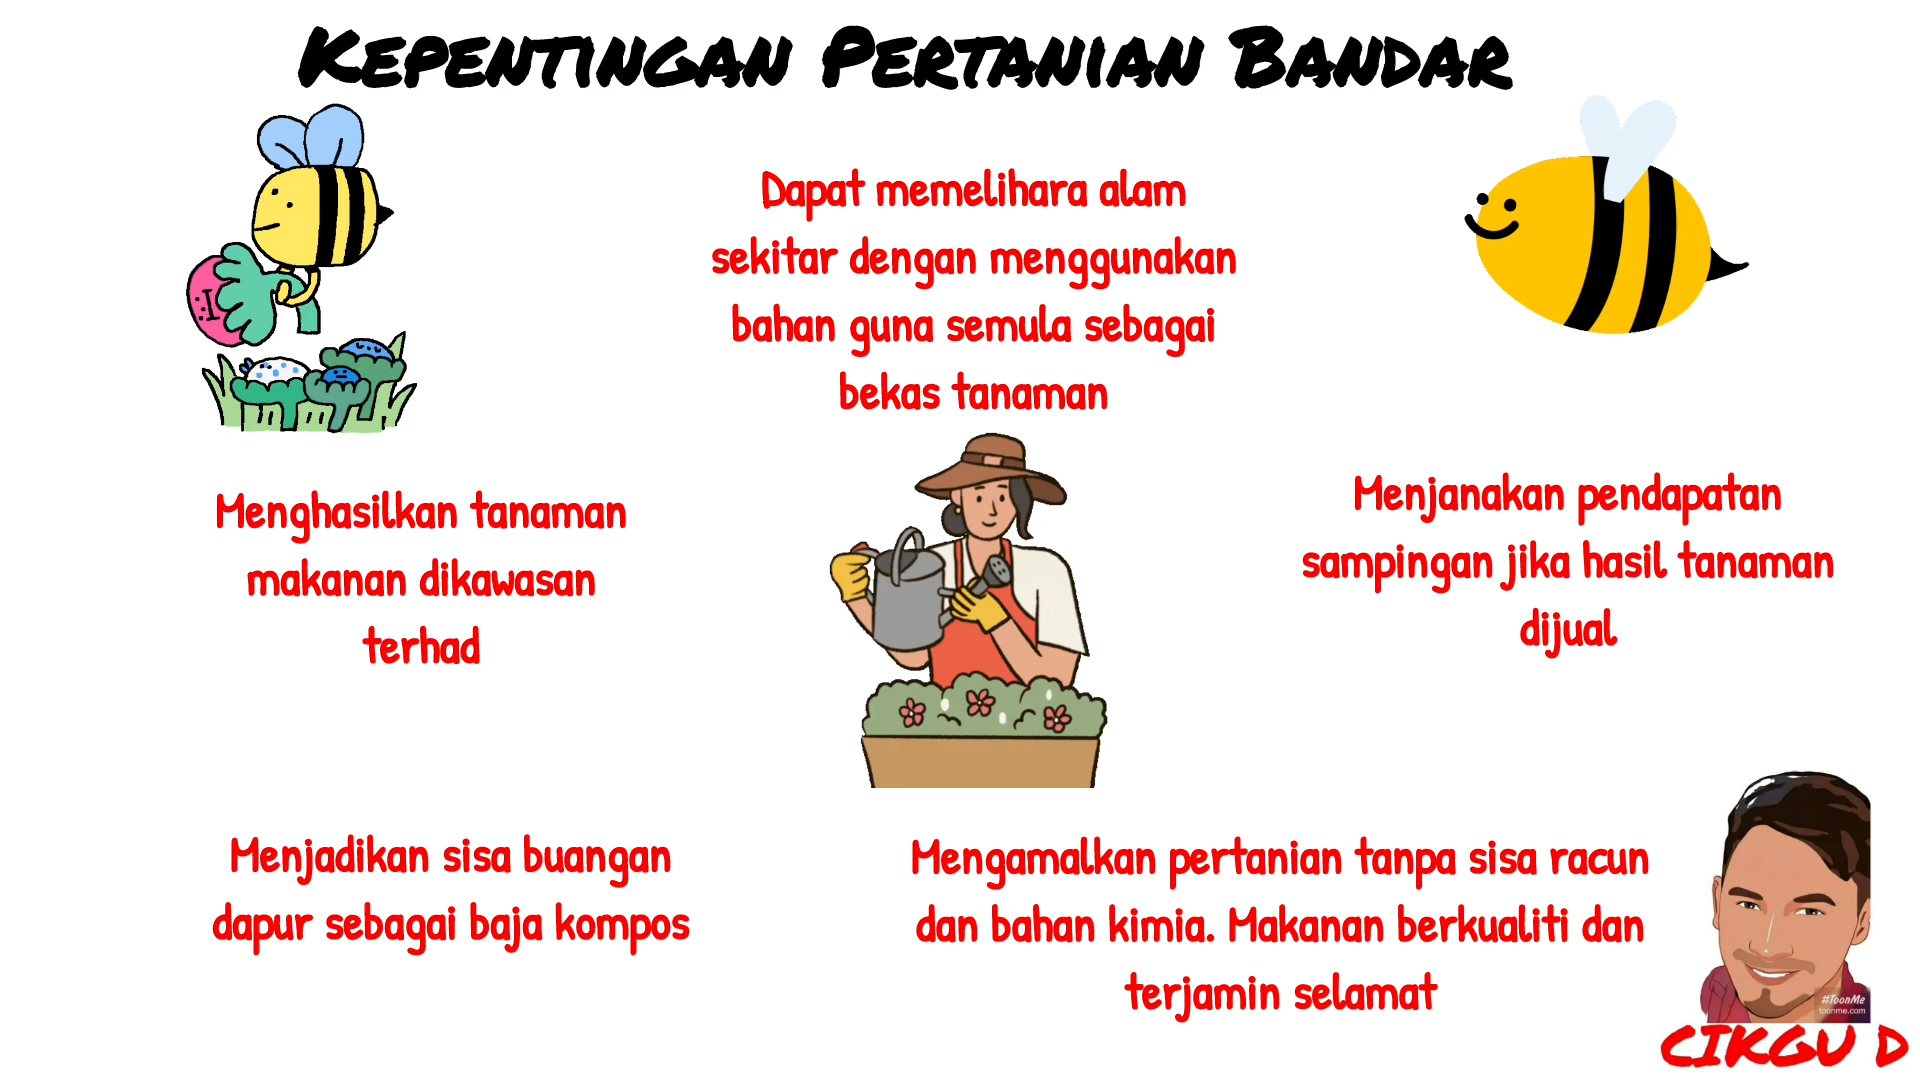 Kepentingan Pertanian Bandar
Dapat memelihara alam
sekitar dengan menggunakan
bahan guna semula sebagai
bekas tanaman
Menghasilkan tanaman
makanan dikawasan
terhad
Menjanakan pendapatan
sampingan jika hasil tanaman
dijual
Menjadikan sisa buangan
dapur sebagai baja kompos
Mengamalkan pertanian tanpa sisa racun
dan bahan kimia. Makanan berkualiti dan
terjamin selamat
#ToonMe
toonme.com
CIKGU D